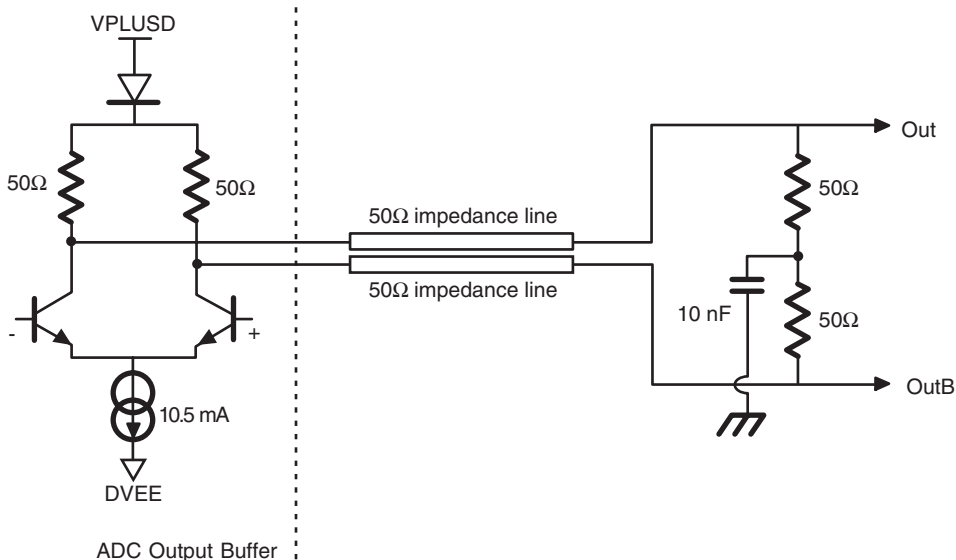 VPLUSD
50Ω
50Ω
-
+
10.5 mA
DVEE
ADC Output Buffer
50Ω impedance line
50Ω impedance line
Out
50Ω
10 nF
50Ω
OutB